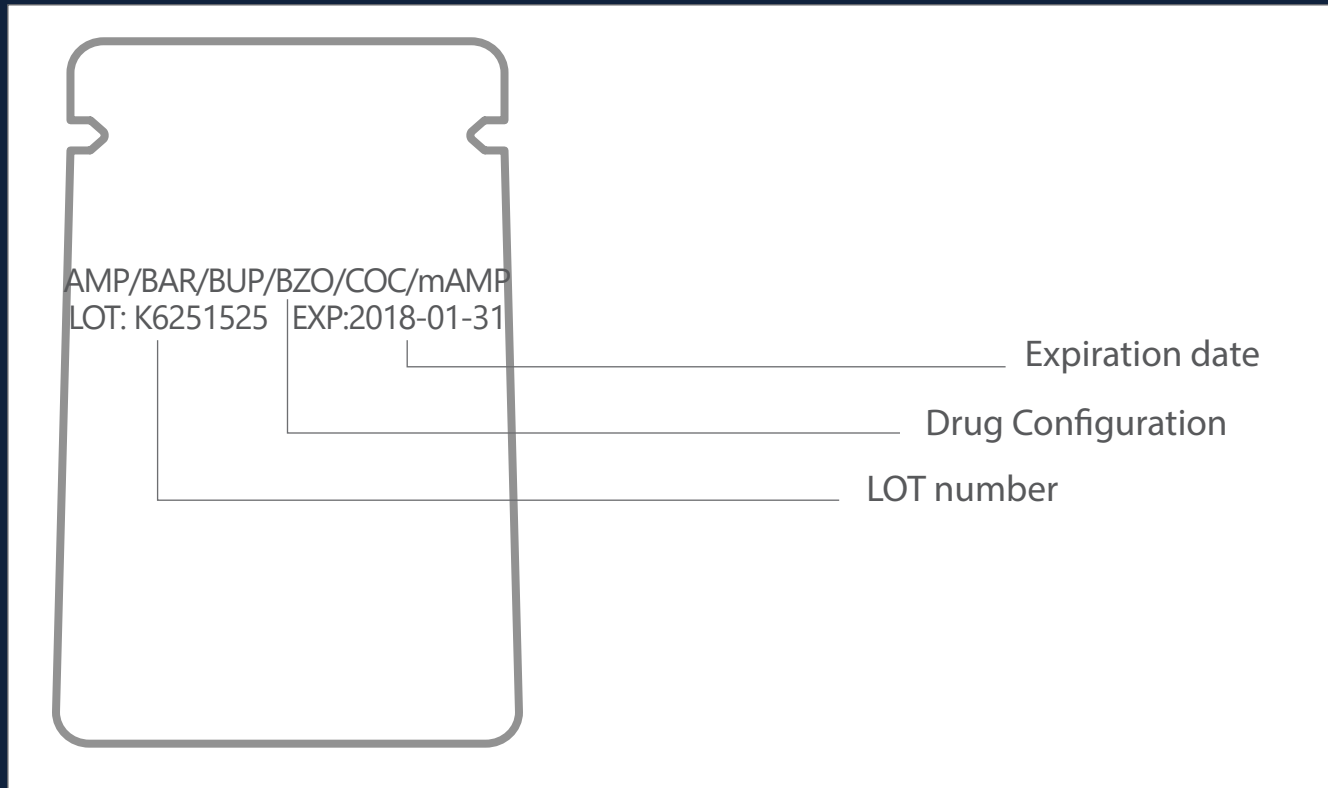 AMP/BAR/BUP/BZO/COC/mAMP
LOT: K6251525 EXP:2018-01-31
Expiration date
Drug Configuration
LOT number